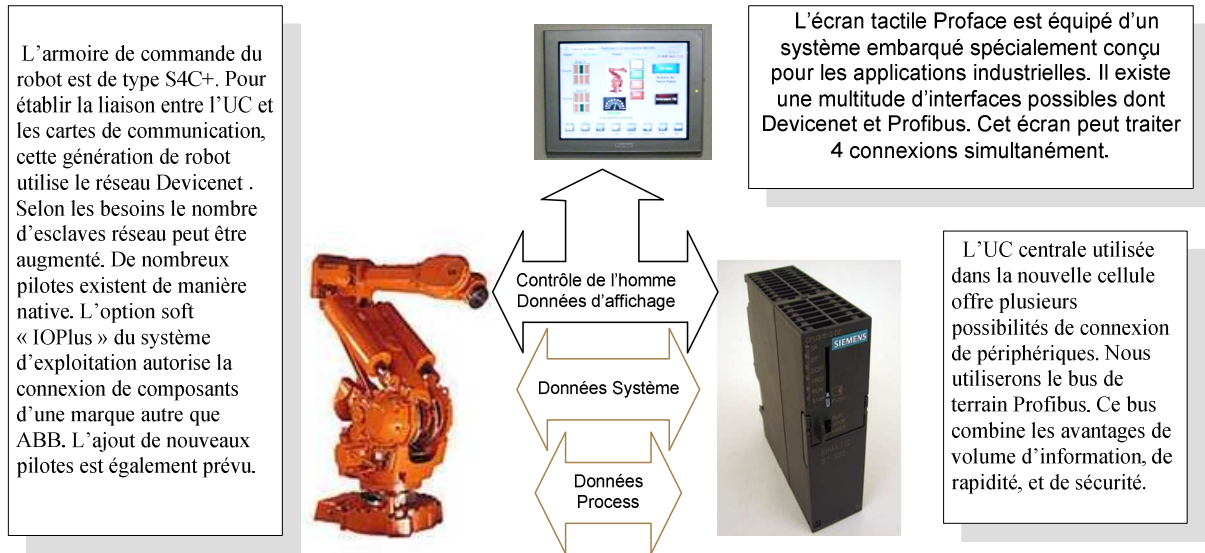 L’armoire de commande du
robot est de type S4C+. Pour
établir la liaison entre l’UC et
les cartes de communication,
cette génération de robot
utilise le réseau Devicenet .
Selon les besoins le nombre
d’esclaves réseau peut être
augmenté. De nombreux
pilotes existent de manière
native. L’option soft
« IOPlus » du système
d’exploitation autorise la
connexion de composants
d’une marque autre que
ABB. L’ajout de nouveaux
pilotes est également prévu.
L’écran tactile Proface est équipé d’un
système embarqué spécialement conçu
pour les applications industrielles. Il existe
une multitude d’interfaces possibles dont
Devicenet et Profibus. Cet écran peut traiter
4 connexions simultanément.
Contrôle de l’homme
Données d’affichage
Données Système
Données
Process
SIEMENS
SIMATIC
S7-300
L’UC centrale utilisée
dans la nouvelle cellule
offre plusieurs
possibilités de connexion
de périphériques. Nous
utiliserons le bus de
terrain Profibus. Ce bus
combine les avantages de
volume d’information, de
rapidité, et de sécurité.